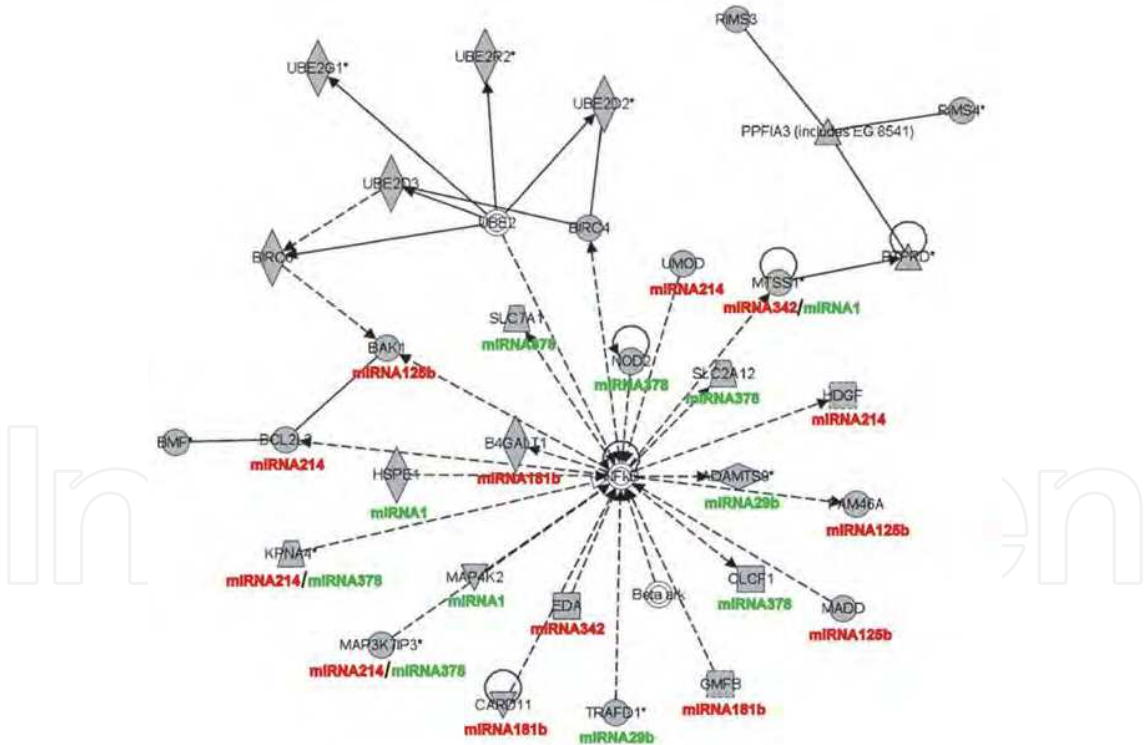 RIMS3
UBE2G1*
UBE2R2*
UBE2D2*
RIMS4*
PPFIA3 (includes EG 8541)
UBE2D3
UBE2
BIRC4
BIRC6
PTPRD*
UMOD
miRNA214
MTSS1*
miRNA342/miRNA1
SLC7A1
miRNA378
BAK1
miRNA125b
NOD2
miRNA378
SLC2A12
miRNA378
HDGF
miRNA214
BMF*
BCL2L2
miRNA214
B4GALT1
miRNA181b
HSPE1
miRNA1
ADAMTS9*
miRNA29b
FAM46A
miRNA125b
KPNA4*
miRNA214/miRNA378
MAP4K2
miRNA1
EDA
miRNA342
Beta ark
CLCF1
miRNA378
MADD
miRNA125b
MAP3K7IP3*
miRNA214/miRNA378
CARD11
miRNA181b
TRAFD1*
miRNA29b
GMFB
miRNA181b